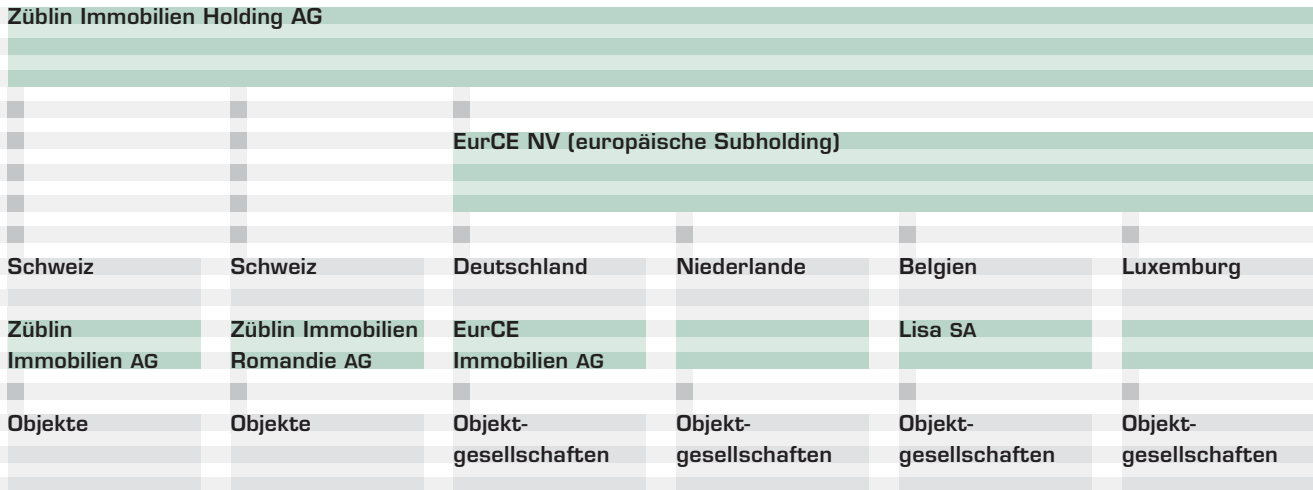 Züblin Immobilien Holding AG
EurCE NV (europäische Subholding)
Schweiz
Schweiz
Deutschland
Niederlande
Belgien
Luxemburg
Züblin
Immobilien AG
Züblin Immobilien
Romandie AG
EurCE
Immobilien AG
Lisa SA
Objekte
Objekte
Objekt-
gesellschaften
Objekt-
gesellschaften
Objekt-
gesellschaften
Objekt-
gesellschaften